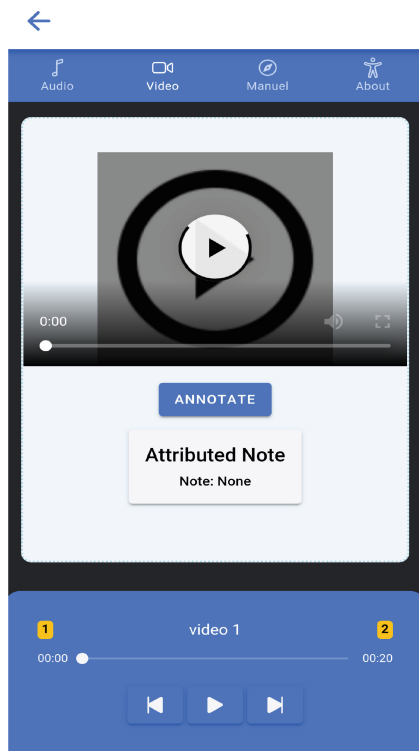 Audio Video Manuel About
0:00
ANNOTATE
Attributed Note
Note: None
1 video 1 2
00:00 00:20